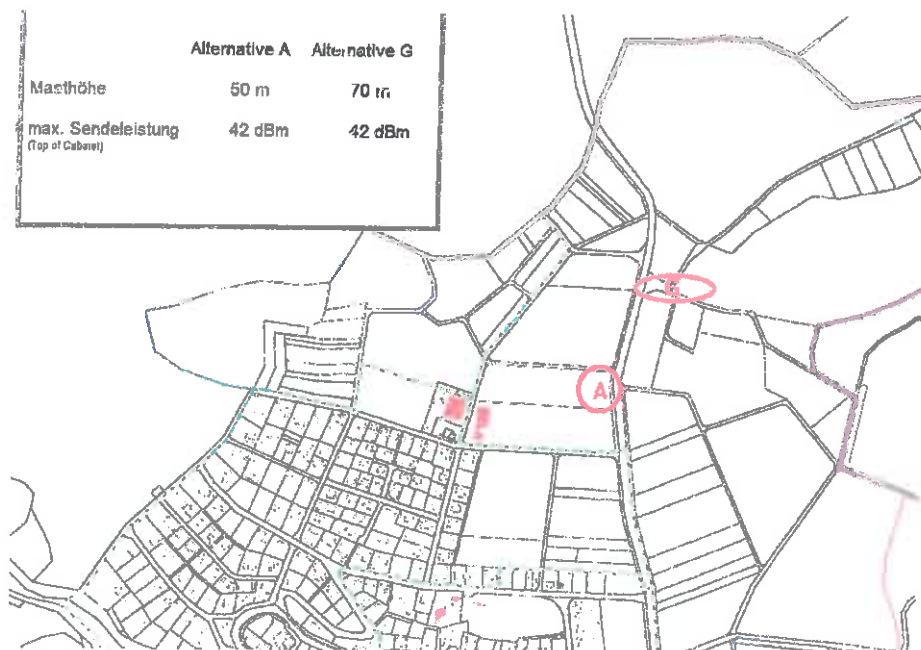 Alternative A Alternative G
Masthöhe 50 m 70 m
max. Sendeleistung 42 dBm 42 dBm
(Top of Cabinet)
G
A